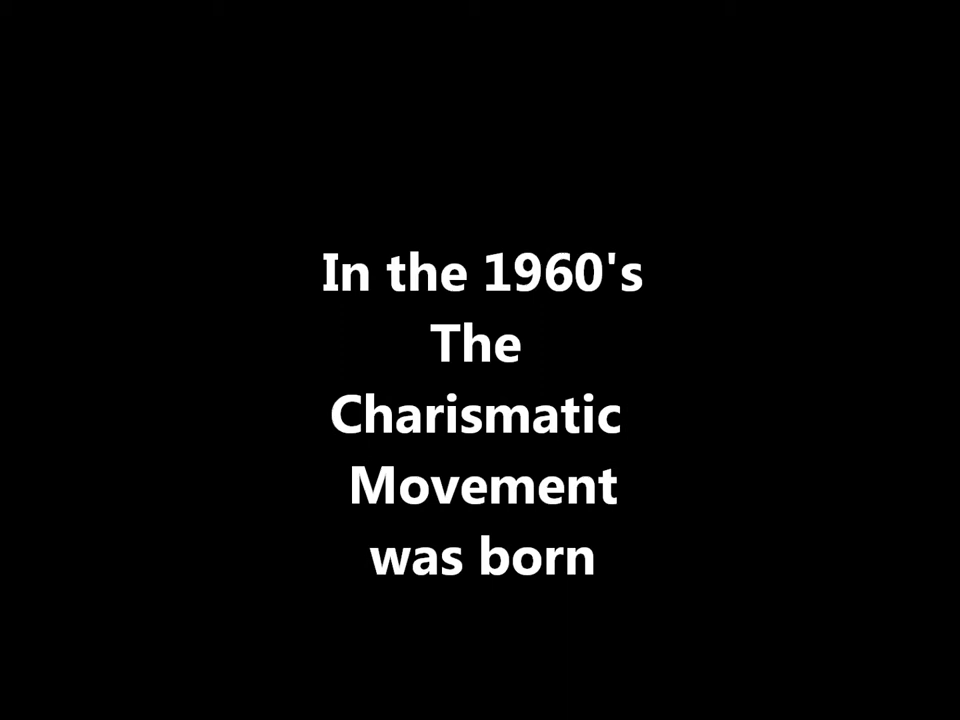 In the 1960's
The
Charismatic
Movement
was born